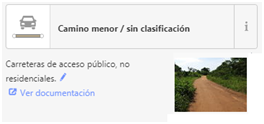 Camino menor / sin clasificación
i
Carreteras de acceso público, no
residenciales.
Ver documentación